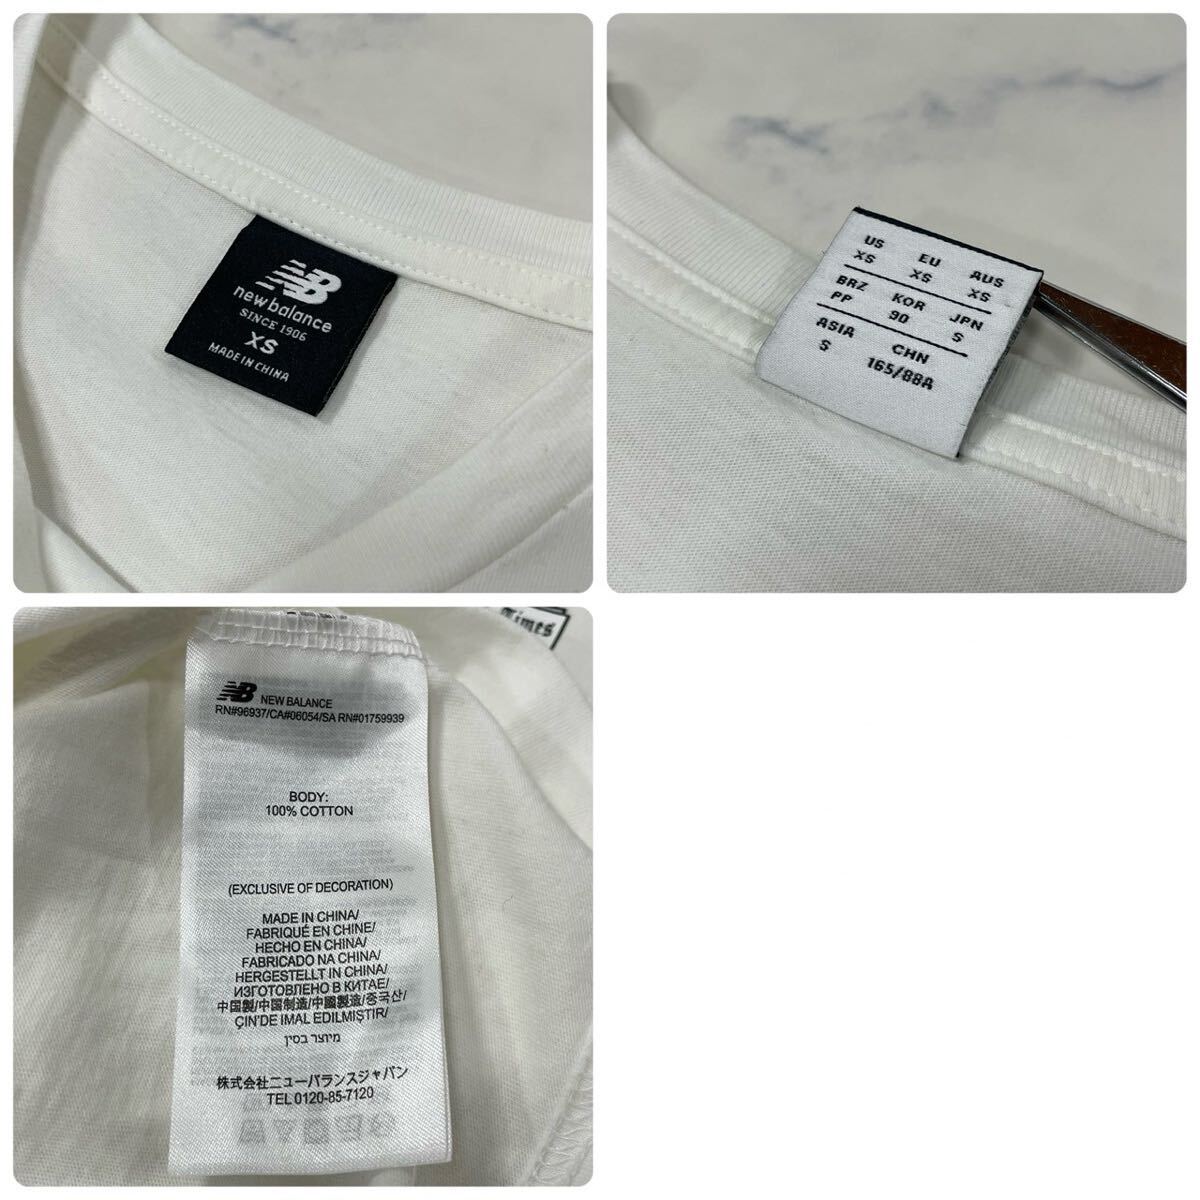 NB
new balance
SINCE 1906
XS
MADE IN CHINA
US EU AUS
XS XS XS
BRZ KOR JPN
PP 90 S
ASIA CHN
S 165/88A
Times
NB NEW BALANCE
RN#96937/CA#06054/SA RN#01759939
BODY:
100% COTTON
(EXCLUSIVE OF DECORATION)
MADE IN CHINA/
FABRIQUÉ EN CHINE/
HECHO EN CHINA/
FABRICADO NA CHINA/
HERGESTELLT IN CHINA/
ИЗГОТОВЛЕНО В КИТАЕ/
中国製/中国制造/中國製造/중국산/
ÇIN'DE IMAL EDILMIŞTIR/
מיוצר בסין
株式会社ニューバランスジャパン
TEL 0120-85-7120